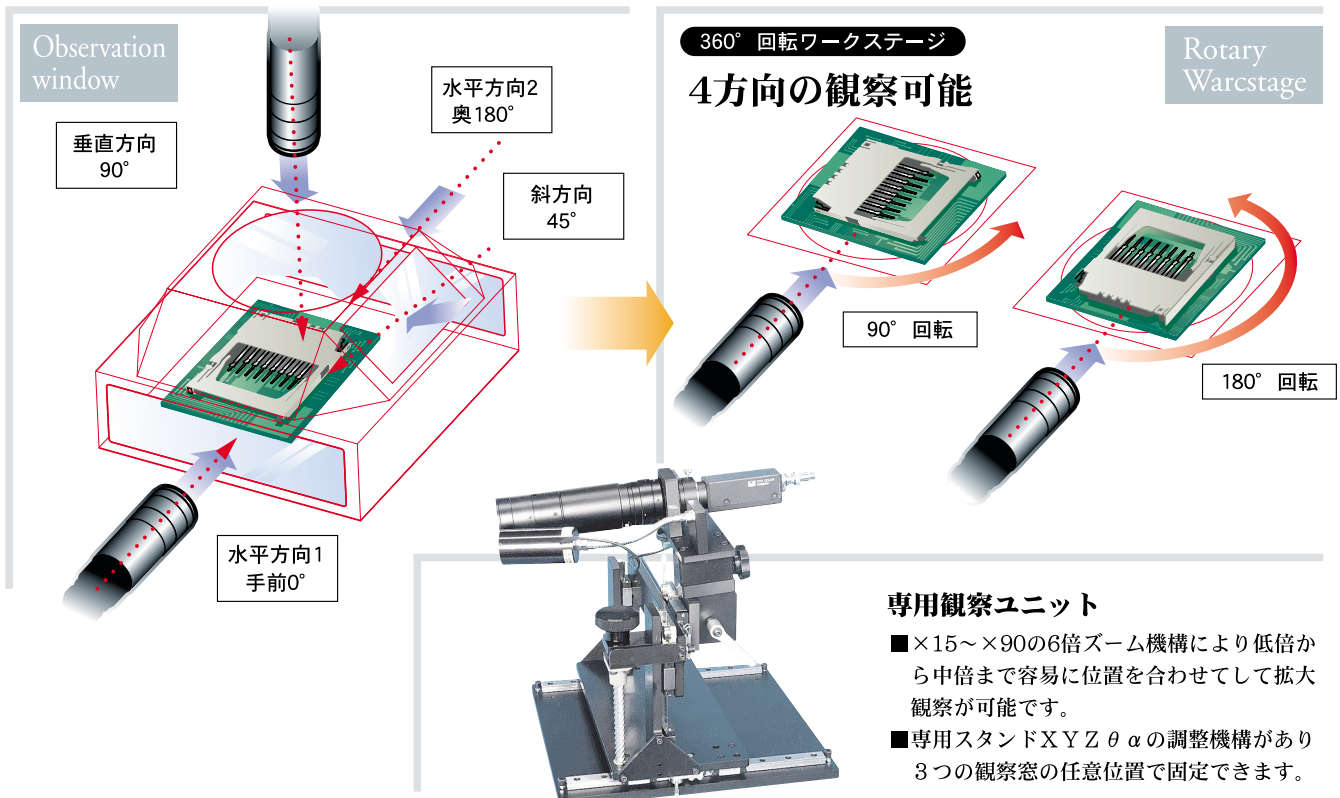 Observation
window
垂直方向
90°
水平方向2
奥180°
斜方向
45°
水平方向1
手前0°
360° 回転ワークステージ
4方向の観察可能
Rotary
Warcstage
90° 回転
180° 回転
専用観察ユニット
■×15～×90の6倍ズーム機構により低倍か
ら中倍まで容易に位置を合わせてして拡大
観察が可能です。
■専用スタンドＸＹＺθαの調整機構があり
３つの観察窓の任意位置で固定できます。